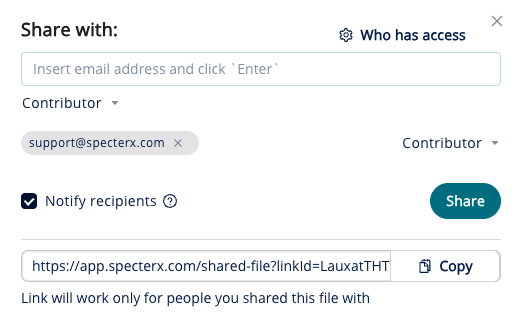 Share with:
Who has access
Insert email address and click `Enter`
Contributor
support@specterx.com
Contributor
Notify recipients
Share
https://app.specterx.com/shared-file?linkId=LauxatTHT
Copy
Link will work only for people you shared this file with